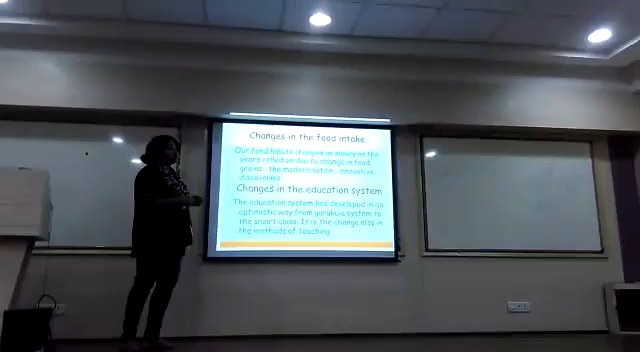 Changes in the food intake
Our food habits changed as slowly as the
years rolled on due to change in food
grains, the modernisation, innovative
discoveries.
Changes in the education system
The education system has developed in an
optimistic way from gurukula system to
the smart class. It is the change also in
the methods of teaching.